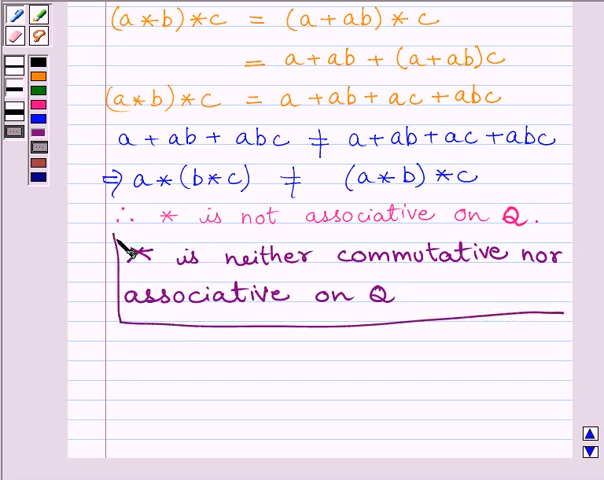 (a * b) * c = (a + ab) * c
= a + ab + (a + ab)c
(a * b) * c = a + ab + ac + abc
a + ab + abc ≠ a + ab + ac + abc
⇒ a * (b * c) ≠ (a * b) * c
∴ * is not associative on Q.
* is neither commutative nor
associative on Q